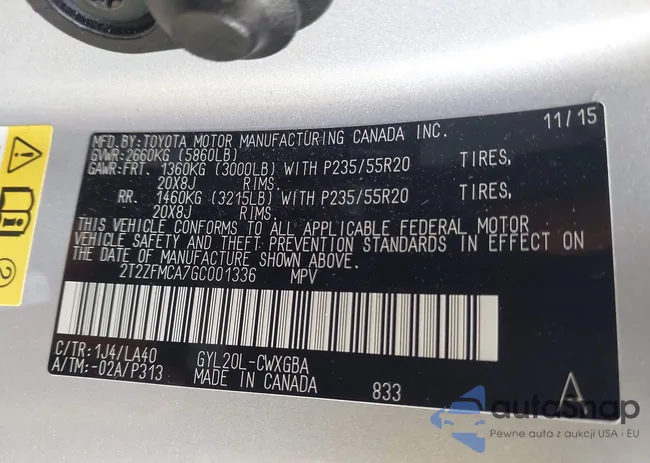 MFD.BY:TOYOTA MOTOR MANUFACTURING CANADA INC. 11/15
GVWR:2660KG (5860LB)
GAWR:FRT. 1360KG (3000LB) WITH P235/55R20 TIRES,
20X8J RIMS.
RR. 1460KG (3215LB) WITH P235/55R20 TIRES,
20X8J RIMS.
THIS VEHICLE CONFORMS TO ALL APPLICABLE FEDERAL MOTOR
VEHICLE SAFETY AND THEFT PREVENTION STANDARDS IN EFFECT ON
THE DATE OF MANUFACTURE SHOWN ABOVE.
2T2ZFMCA7GC001336 MPV
C/TR:1J4/LA40 GYL20L-CWXGBA
A/TM:-02A/P313 MADE IN CANADA 833 A
2
autoSnap
Pewne auta z aukcji USA i EU